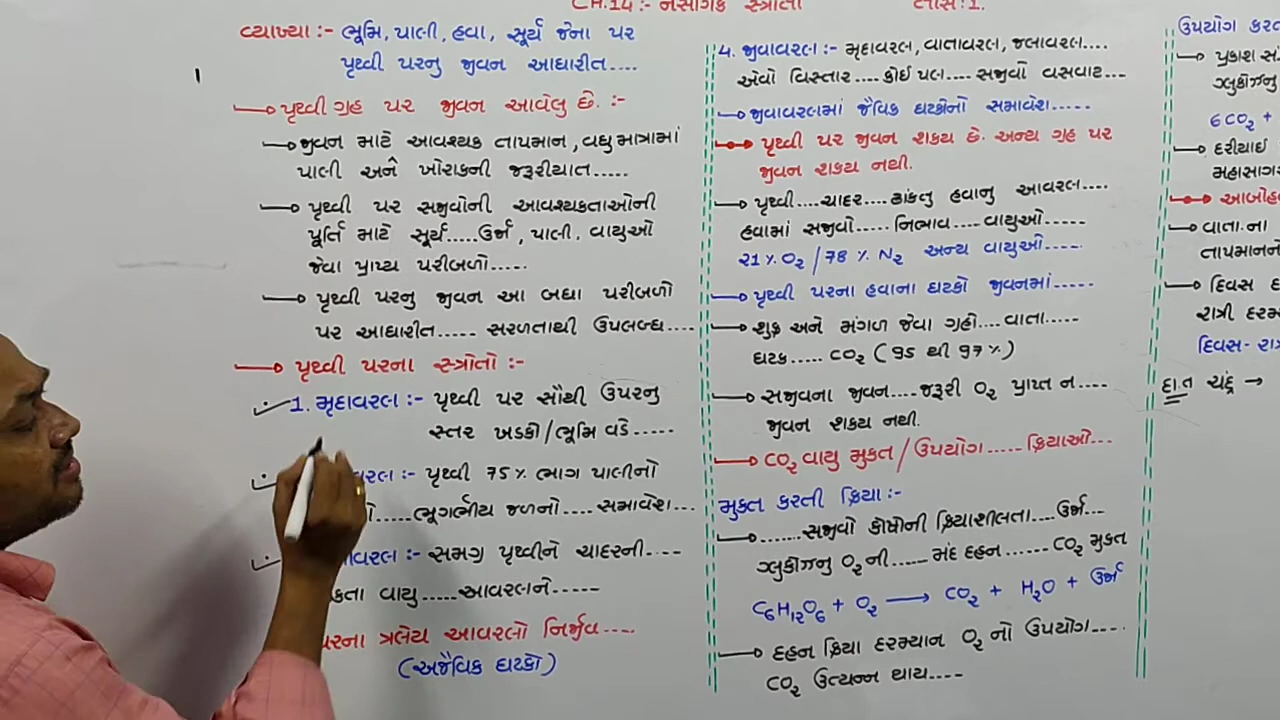 CH.14 :- નૈસર્ગિક સ્ત્રોતો
વ્યાખ્યા :- ભૂમિ, પાણી, હવા, સૂર્ય જેના પર
પૃથ્વી પરનુ જીવન આધારીત....
પૃથ્વી ગ્રહ પર જીવન આવેલુ છે. :-
જીવન માટે આવશ્યક તાપમાન, વધુ માત્રામાં
પાણી અને ખોરાકની જરૂરીયાત.....
પૃથ્વી પર સજીવોની આવશ્યકતાઓની
પૂર્તિ માટે સૂર્ય.....ઉર્જા, પાણી. વાયુઓ
જેવા પ્રાપ્ય પરીબળો.....
પૃથ્વી પરનુ જીવન આ બધા પરીબળો
પર આધારીત..... સરળતાથી ઉપલબ્ધ....
પૃથ્વી પરના સ્ત્રોતો :-
1. મૃદાવરણ :- પૃથ્વી પર સૌથી ઉપરનુ
સ્તર ખડકો/ભૂમિ વડે.....
વરણ :- પૃથ્વી 75% ભાગ પાણીનો
.....ભૂગર્ભીય જળનો.... સમાવેશ...
વરણ :- સમગ્ર પૃથ્વીને ચાદરની....
કતા વાયુ.....આવરણને.....
પરના ત્રણેય આવરણો નિર્જીવ....
(અજૈવિક ઘટકો)
4. જીવાવરણ :- મૃદાવરણ, વાતાવરણ, જલાવરણ....
એવો વિસ્તાર.... કોઈ પણ.... સજીવો વસવાટ...
જીવાવરણમાં જૈવિક ઘટકોનો સમાવેશ.....
પૃથ્વી પર જીવન શક્ય છે. અન્ય ગ્રહ પર
જીવન શક્ય નથી.
પૃથ્વી....ચાદર....ઢાંકતુ હવાનુ આવરણ....
હવામાં સજીવો.....નિભાવ.....વાયુઓ.....
21% O2 / 78% N2 અન્ય વાયુઓ.....
પૃથ્વી પરના હવાના ઘટકો જીવનમાં.....
શુક્ર અને મંગળ જેવા ગ્રહો....વાતા.....
ઘટક..... CO2 (95 થી 97%)
સજીવના જીવન....જરૂરી O2 પ્રાપ્ત ન....
જીવન શક્ય નથી.
CO2 વાયુ મુક્ત/ઉપયોગ.....ક્રિયાઓ...
મુક્ત કરતી ક્રિયા :-
.......સજીવો કોષોની ક્રિયાશીલતા....ઉર્જા...
ગ્લુકોઝનુ O2 ની..... મંદ દહન...... CO2 મુક્ત
C6H12O6 + O2 ⟶ CO2 + H2O + ઉર્જા
દહન ક્રિયા દરમ્યાન O2 નો ઉપયોગ....
CO2 ઉત્પન્ન થાય....
ઉપયોગ
પ્રકાશ
ગ્લુકોઝનુ
6CO2 +
દરીયાઈ
મહાસાગર
વાતા.ના
તાપમાનન
દિવસ
રાત્રી
દિવસ-
દા.ત ચંદ્ર →